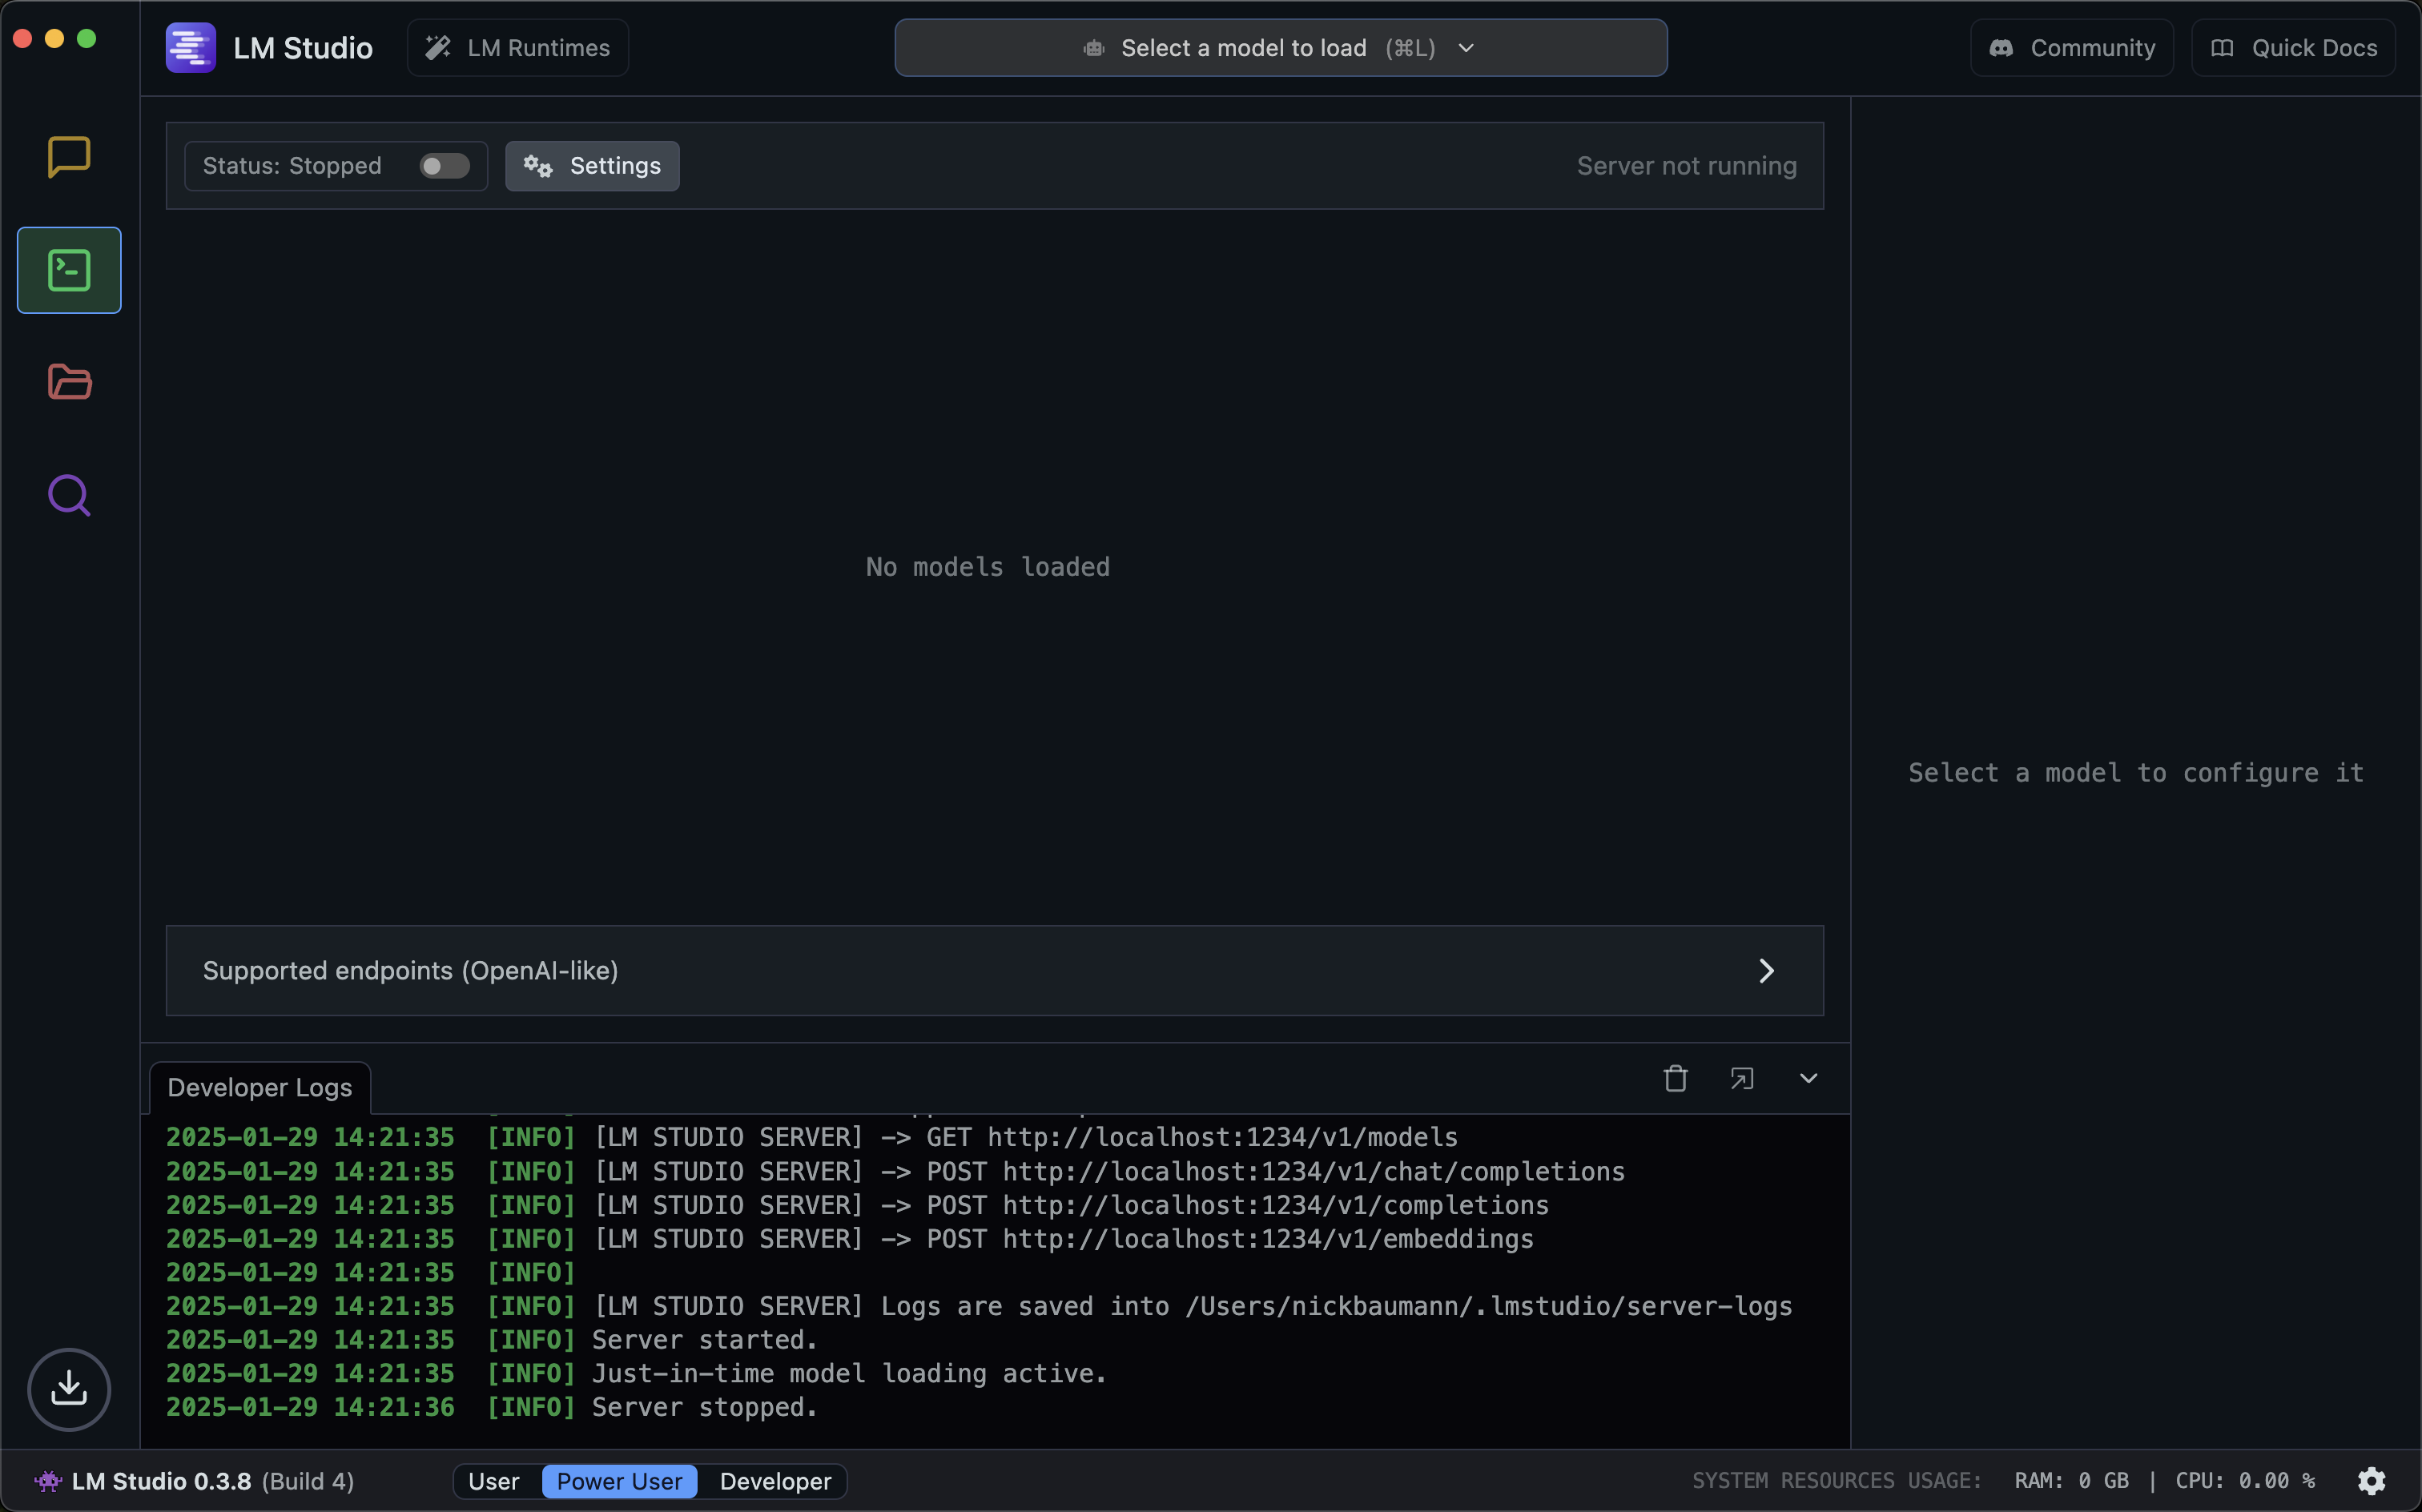 LM Studio
LM Runtimes
Select a model to load (⌘L)
Community
Quick Docs
Status: Stopped
Settings
Server not running
No models loaded
Select a model to configure it
Supported endpoints (OpenAI-like)
Developer Logs
2025-01-29 14:21:35 [INFO] [LM STUDIO SERVER] -> GET http://localhost:1234/v1/models
2025-01-29 14:21:35 [INFO] [LM STUDIO SERVER] -> POST http://localhost:1234/v1/chat/completions
2025-01-29 14:21:35 [INFO] [LM STUDIO SERVER] -> POST http://localhost:1234/v1/completions
2025-01-29 14:21:35 [INFO] [LM STUDIO SERVER] -> POST http://localhost:1234/v1/embeddings
2025-01-29 14:21:35 [INFO]
2025-01-29 14:21:35 [INFO] [LM STUDIO SERVER] Logs are saved into /Users/nickbaumann/.lmstudio/server-logs
2025-01-29 14:21:35 [INFO] Server started.
2025-01-29 14:21:35 [INFO] Just-in-time model loading active.
2025-01-29 14:21:36 [INFO] Server stopped.
LM Studio 0.3.8 (Build 4)
User
Power User
Developer
SYSTEM RESOURCES USAGE: RAM: 0 GB | CPU: 0.00 %